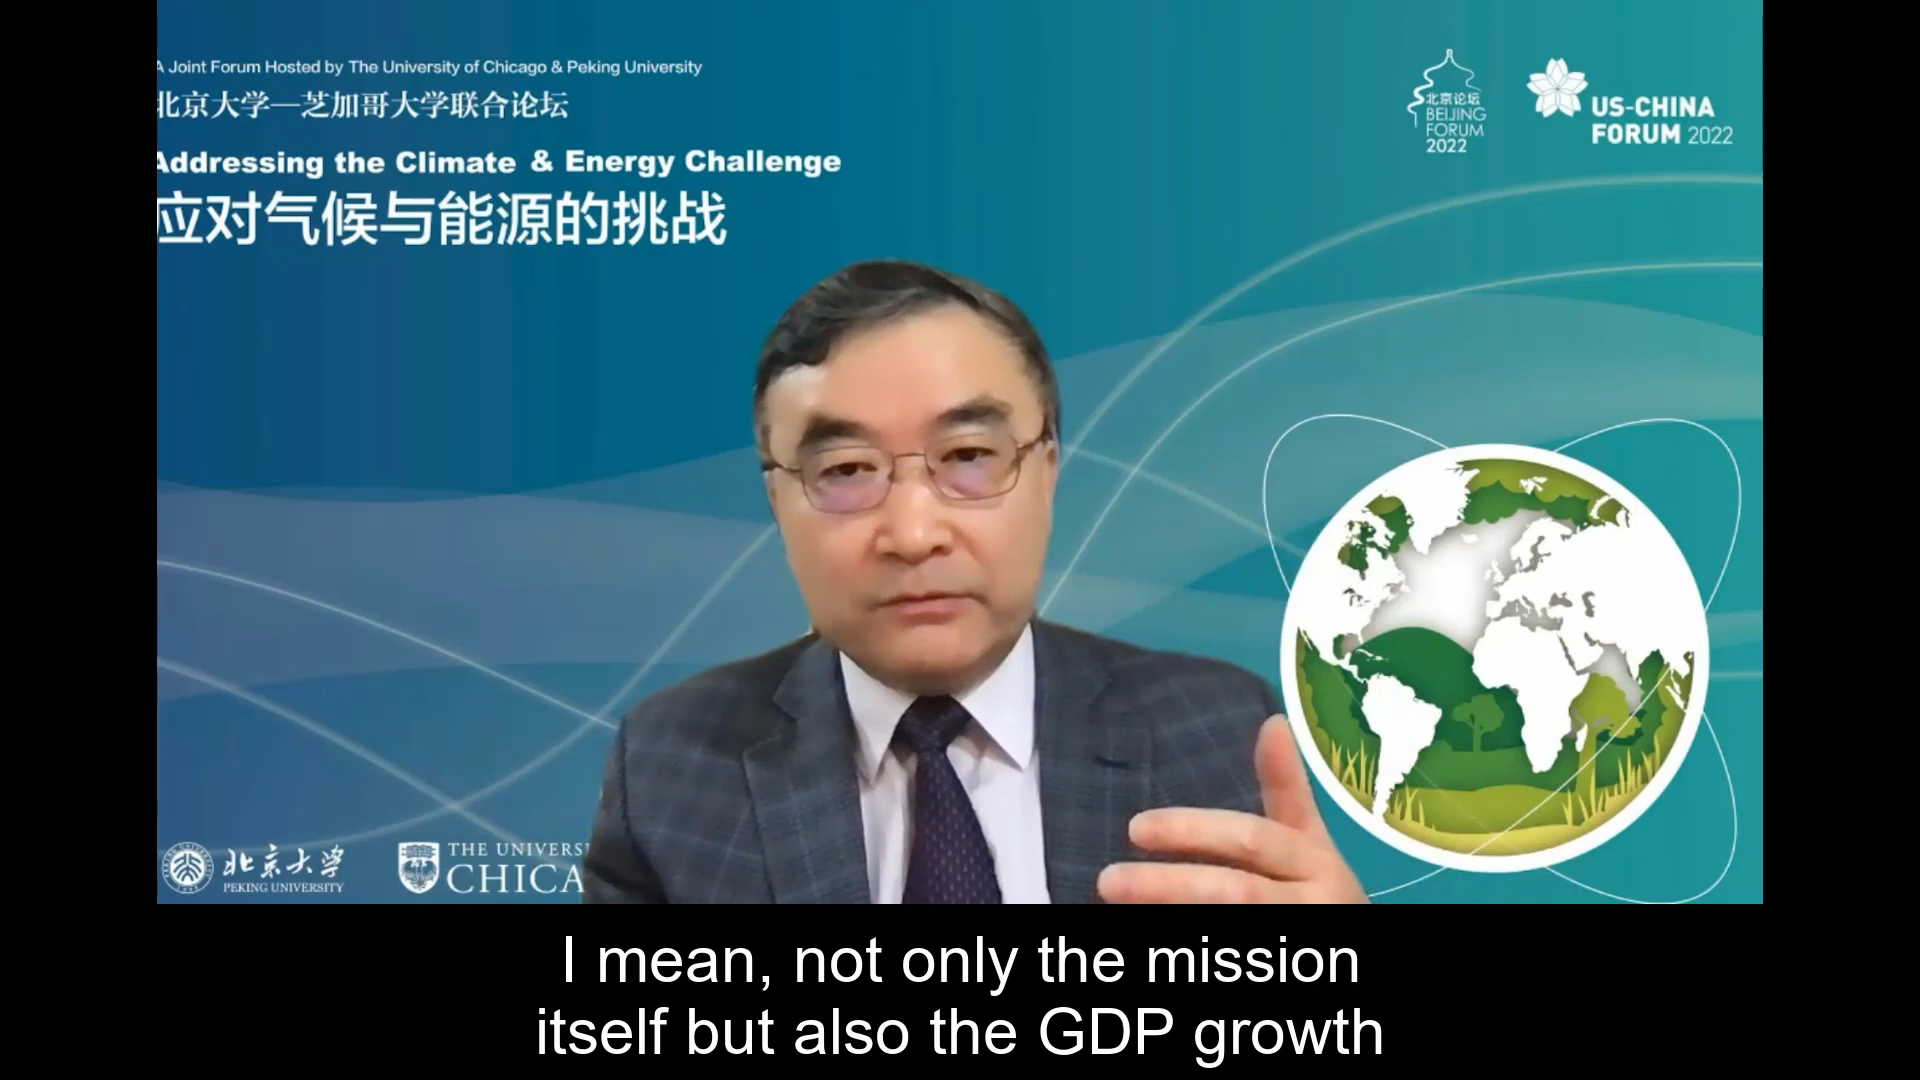 A Joint Forum Hosted by The University of Chicago & Peking University
北京大学—芝加哥大学联合论坛
Addressing the Climate & Energy Challenge
应对气候与能源的挑战
北京论坛
BEIJING
FORUM
2022
US-CHINA
FORUM 2022
北京大学
PEKING UNIVERSITY
THE UNIVERS
CHICA
I mean, not only the mission
itself but also the GDP growth